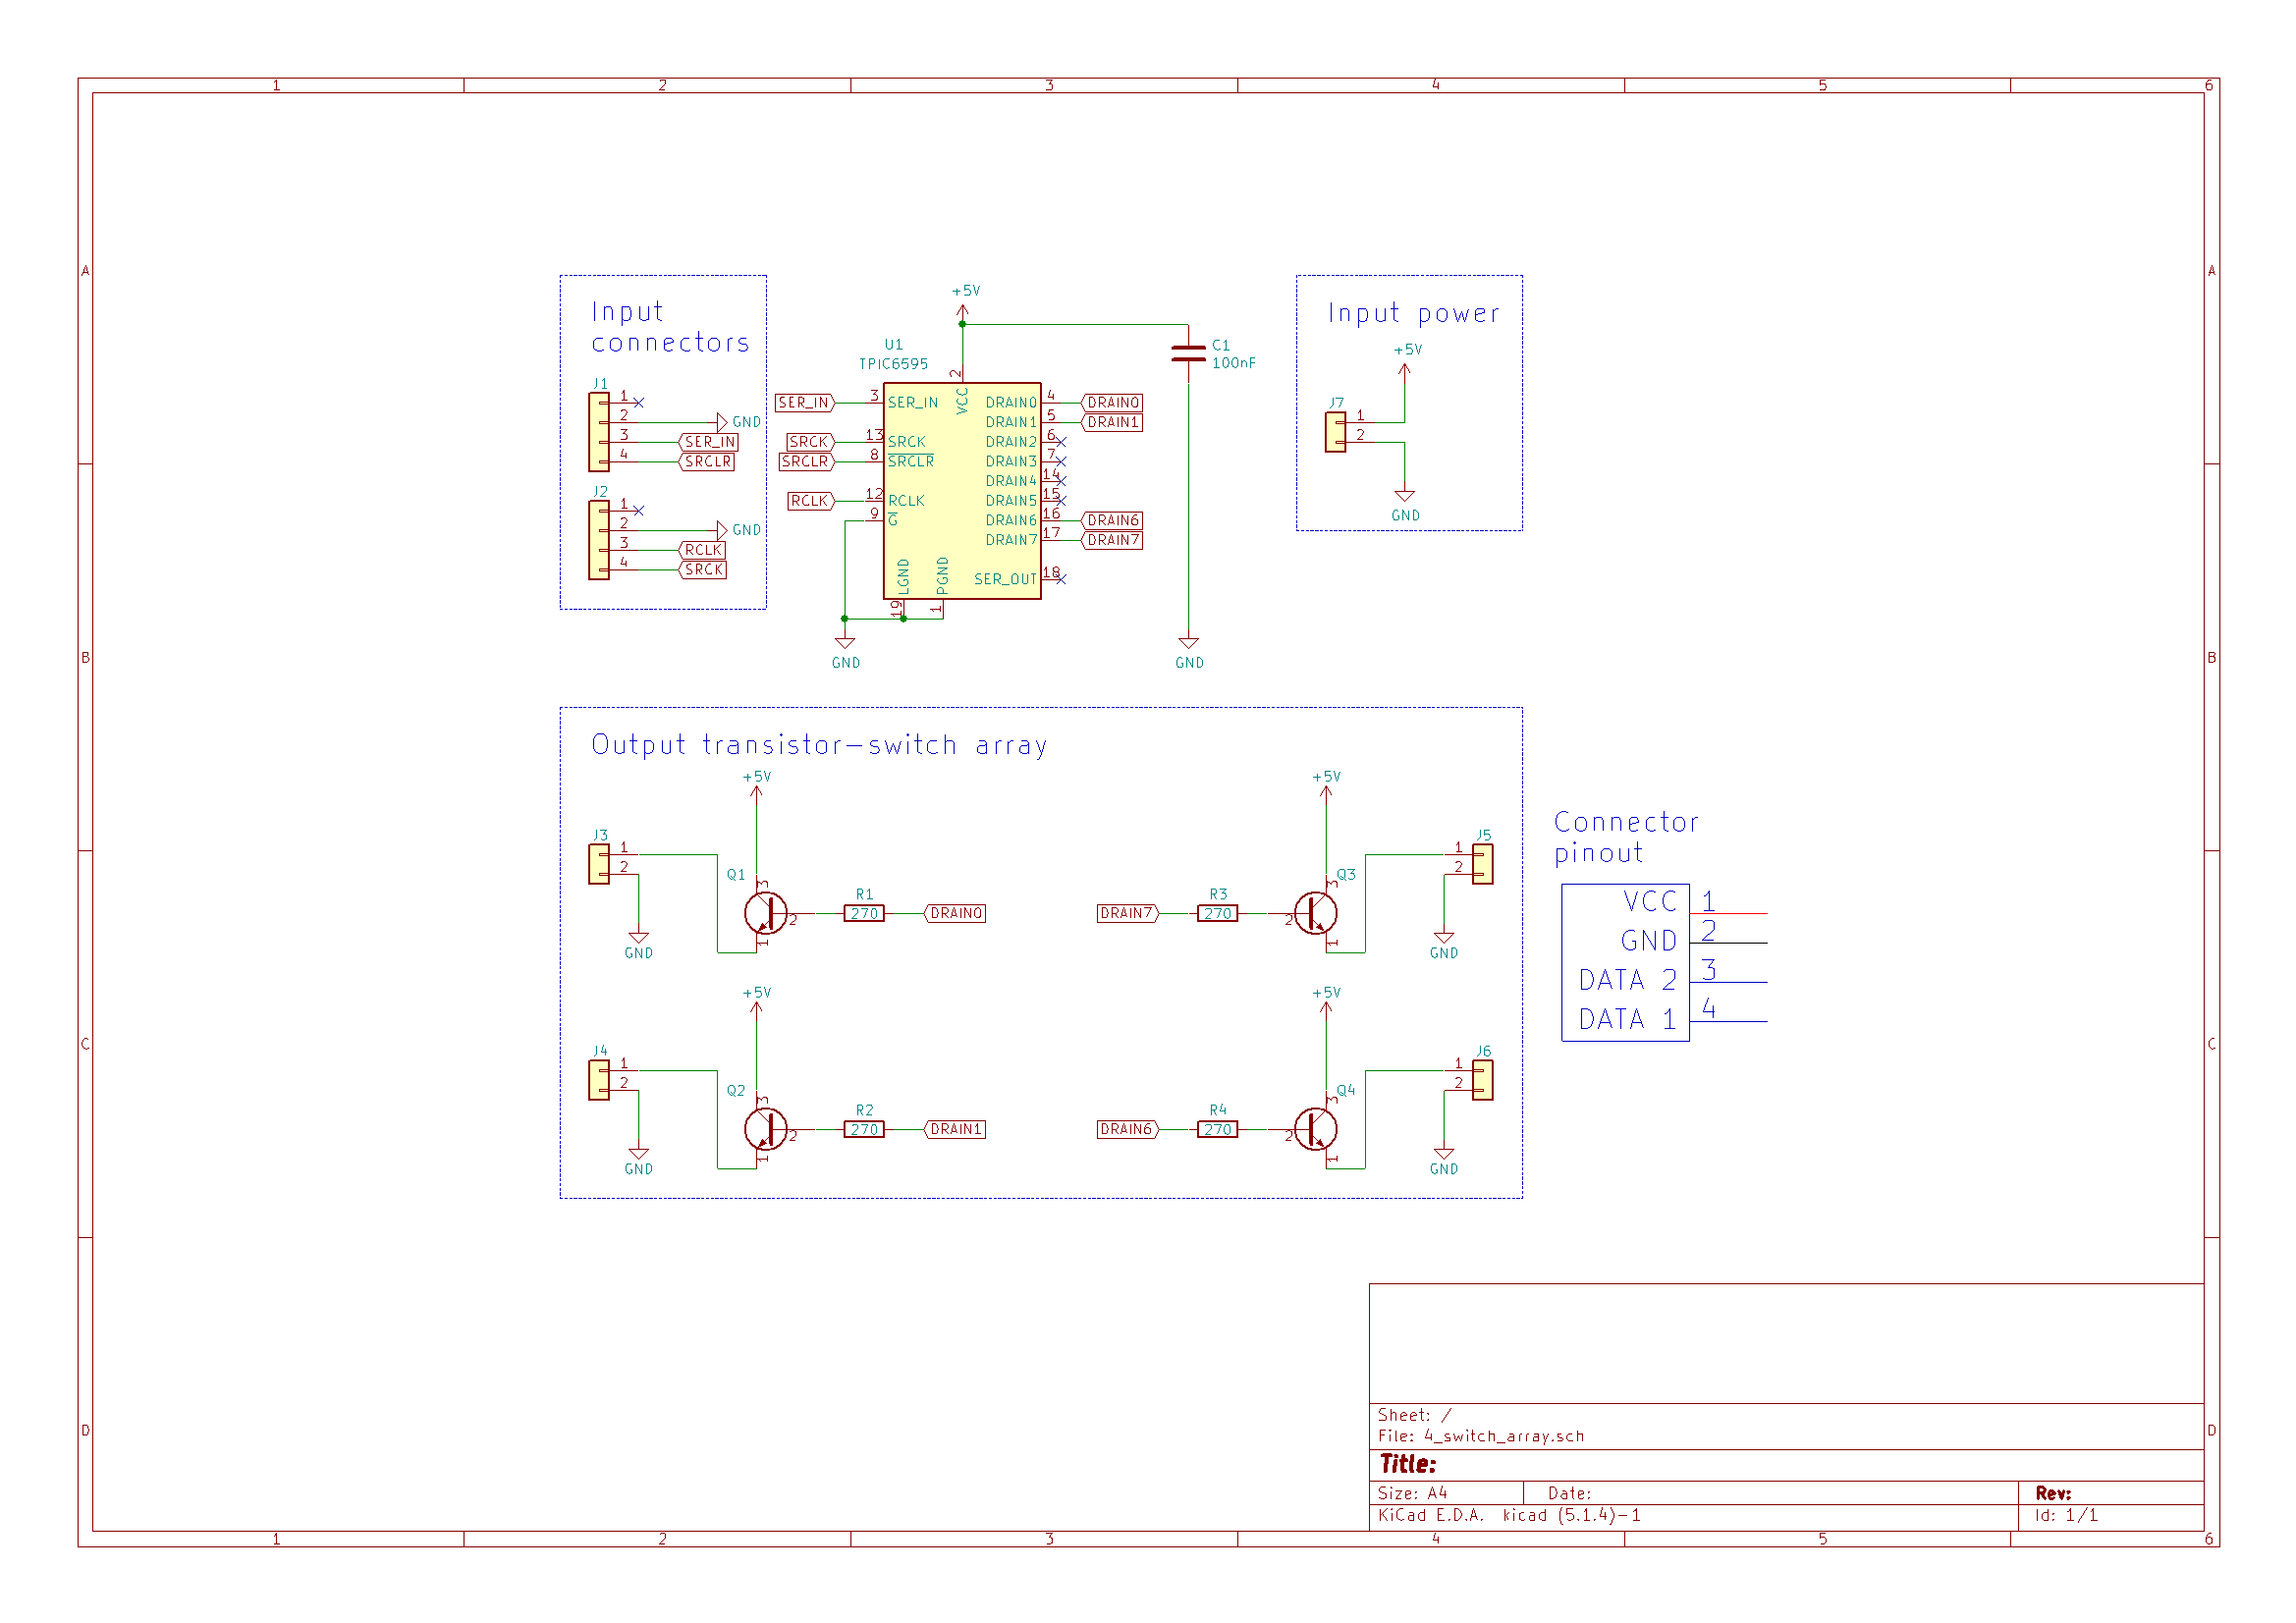 1 2 3 4 5 6
A A
B B
C C
D D
1 2 3 4 5 6
Input
connectors
J1
1
2 GND
3 SER_IN
4 SRCLR
J2
1
2 GND
3 RCLK
4 SRCK
+5V
U1
TPIC6595
2
VCC
SER_IN 3 SER_IN
SRCK 13 SRCK
SRCLR 8 SRCLR
RCLK 12 RCLK
9 G
DRAIN0 4 DRAIN0
DRAIN1 5 DRAIN1
DRAIN2 6
DRAIN3 7
DRAIN4 14
DRAIN5 15
DRAIN6 16 DRAIN6
DRAIN7 17 DRAIN7
SER_OUT 18
LGND
PGND
19
1
GND
C1
100nF
GND
Input power
+5V
J7
1
2
GND
Output transistor-switch array
+5V
J3
1
2
GND
Q1
3
2
1
R1
270
DRAIN0
+5V
J5
1
2
GND
Q3
3
2
1
R3
270
DRAIN7
+5V
J4
1
2
GND
Q2
3
2
1
R2
270
DRAIN1
+5V
J6
1
2
GND
Q4
3
2
1
R4
270
DRAIN6
Connector
pinout
VCC 1
GND 2
DATA 2 3
DATA 1 4
Sheet: /
File: 4_switch_array.sch
Title:
Size: A4 Date: Rev:
KiCad E.D.A. kicad (5.1.4)-1 Id: 1/1